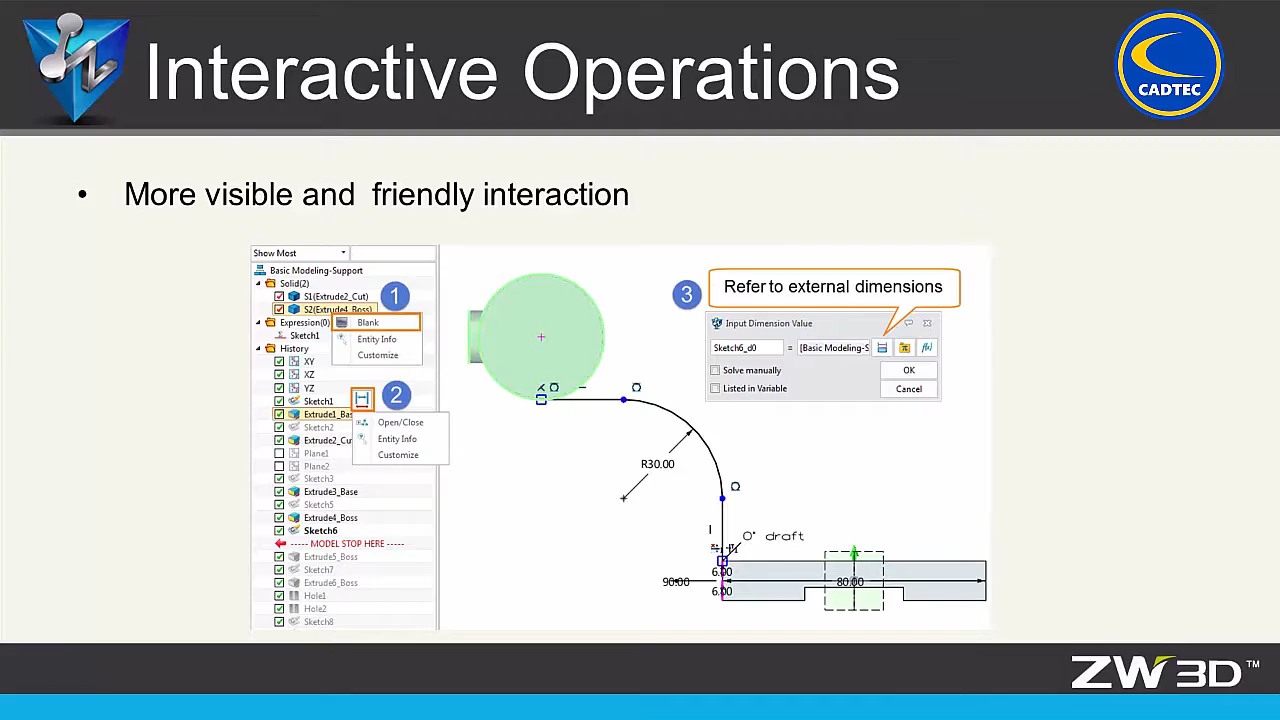 Interactive Operations
CADTEC
• More visible and friendly interaction
Show Most
Basic Modeling-Support
Solid(2)
S1(Extrude2_Cut)
S2(Extrude4_Boss)
1
Expression(0)
Blank
Sketch1
Entity Info
Customize
History
XY
XZ
YZ
Sketch1
2
Extrude1_Bas
Open/Close
Sketch2
Entity Info
Extrude2_Cu
Customize
Plane1
Plane2
Sketch3
Extrude3_Base
Sketch5
Extrude4_Boss
Sketch6
----- MODEL STOP HERE -----
Extrude5_Boss
Sketch7
Extrude6_Boss
Hole1
Hole2
Sketch8
3
Refer to external dimensions
Input Dimension Value
Sketch6_d0 = [Basic Modeling-S
f(x)
Solve manually
OK
Listed in Variable
Cancel
R30.00
0° draft
6.00
90.00
80.00
6.00
ZW3D™